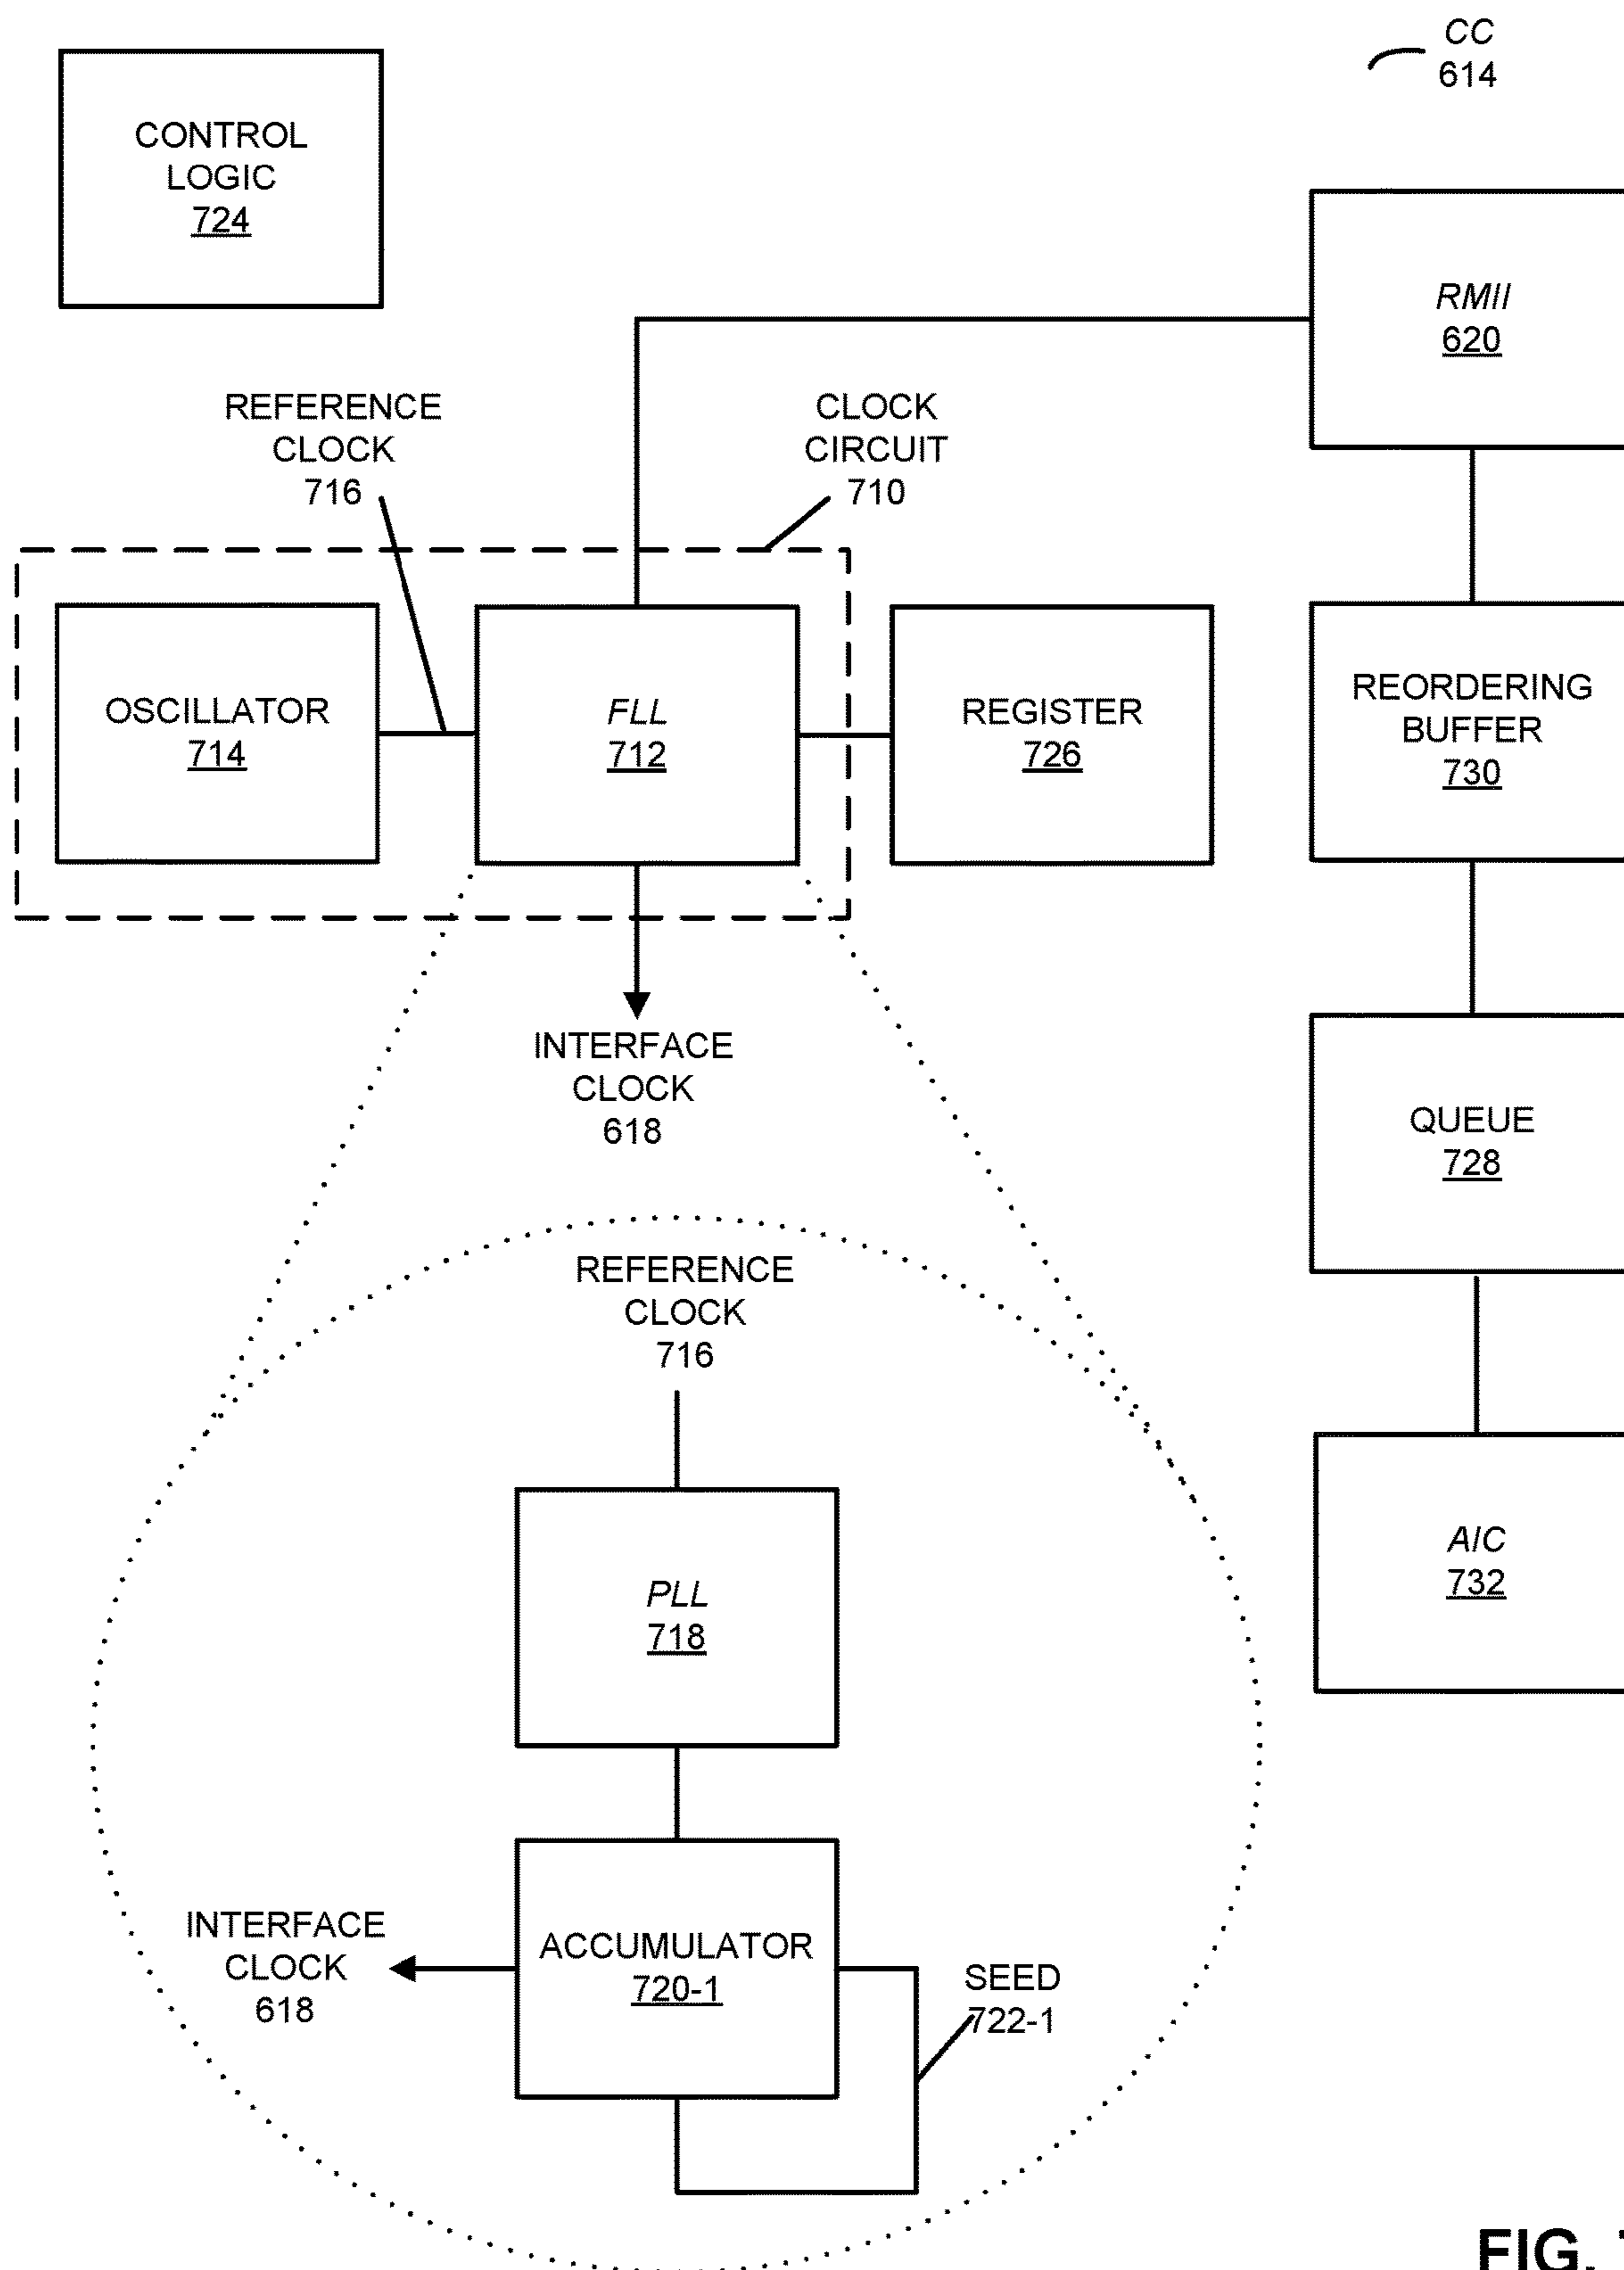 CC
614
CONTROL
LOGIC
724
RMII
620
REFERENCE
CLOCK
716
CLOCK
CIRCUIT
710
OSCILLATOR
714
FLL
712
REGISTER
726
REORDERING
BUFFER
730
INTERFACE
CLOCK
618
QUEUE
728
REFERENCE
CLOCK
716
PLL
718
AIC
732
INTERFACE
CLOCK
618
ACCUMULATOR
720-1
SEED
722-1
FIG.